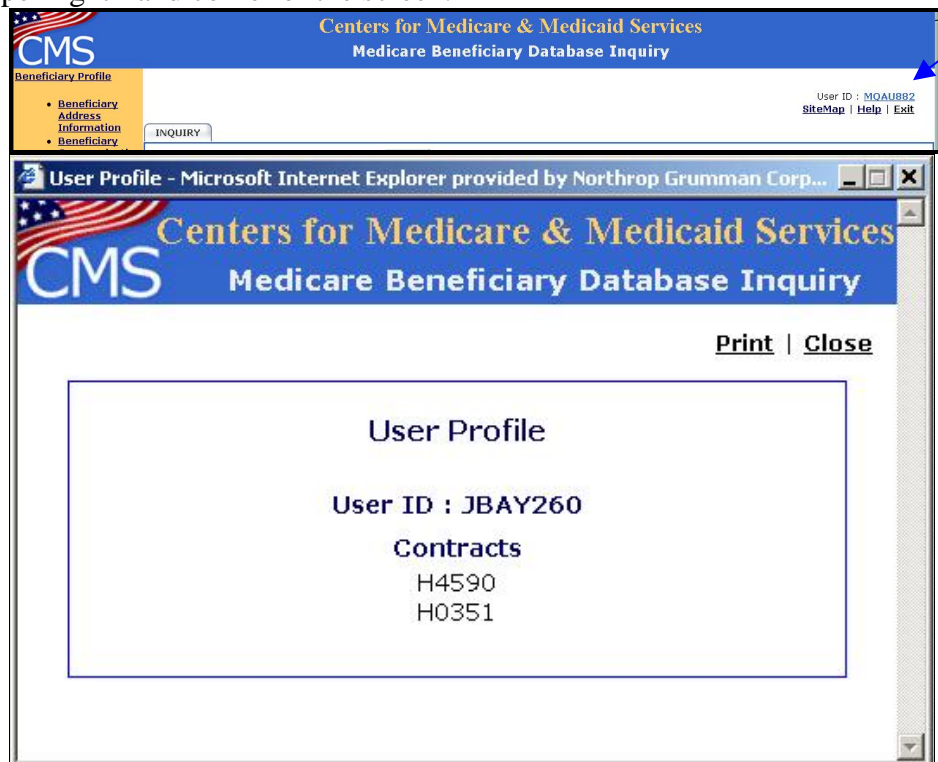 Centers for Medicare & Medicaid Services
CMS
Medicare Beneficiary Database Inquiry
Beneficiary Profile
User ID : MQAU882
SiteMap | Help | Exit
• Beneficiary
Address
Information
• Beneficiary
INQUIRY
User Profile - Microsoft Internet Explorer provided by Northrop Grumman Corp...
Centers for Medicare & Medicaid Services
CMS
Medicare Beneficiary Database Inquiry
Print | Close
User Profile
User ID : JBAY260
Contracts
H4590
H0351